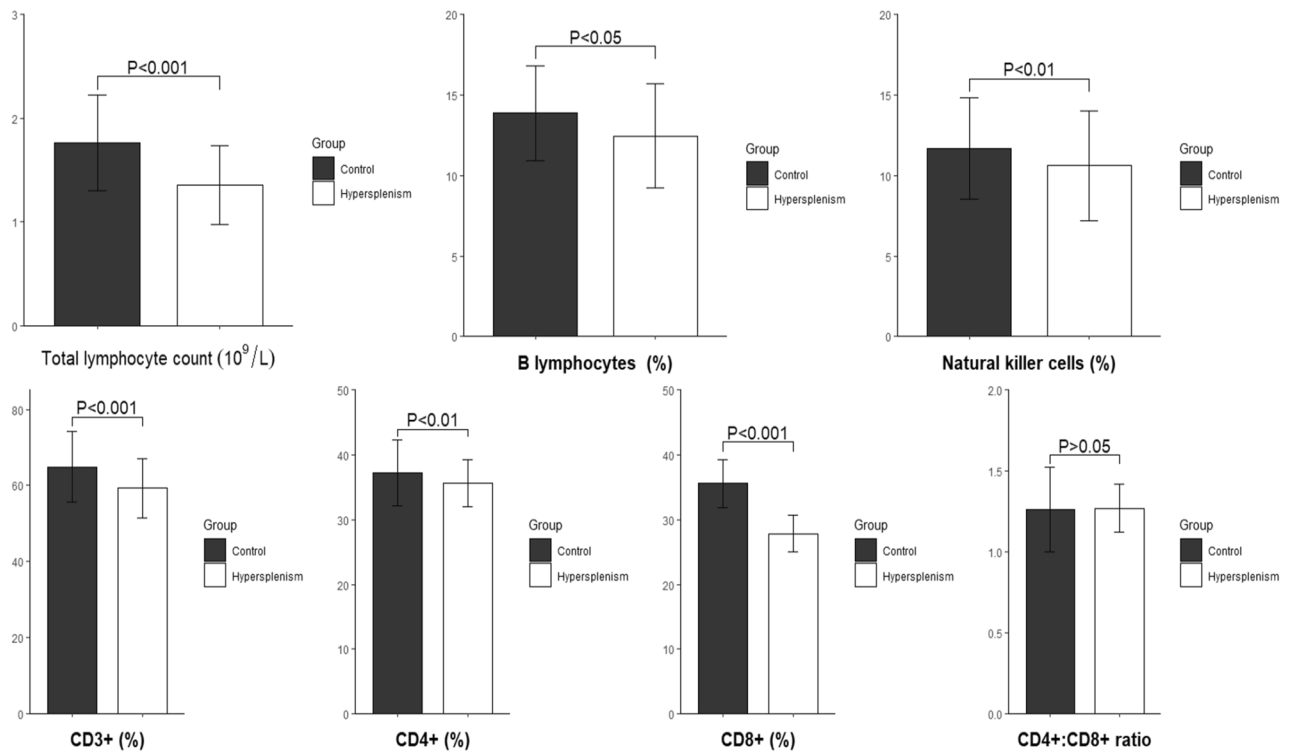 3
2
1
0
P<0.001
Group
Control
Hypersplenism
Total lymphocyte count (10⁹/L)
20
15
10
5
0
P<0.05
Group
Control
Hypersplenism
B lymphocytes (%)
20
15
10
5
0
P<0.01
Group
Control
Hypersplenism
Natural killer cells (%)
80
60
40
20
0
P<0.001
Group
Control
Hypersplenism
CD3+ (%)
50
40
30
20
10
0
P<0.01
Group
Control
Hypersplenism
CD4+ (%)
50
40
30
20
10
0
P<0.001
Group
Control
Hypersplenism
CD8+ (%)
2.0
1.5
1.0
0.5
0.0
P>0.05
Group
Control
Hypersplenism
CD4+:CD8+ ratio